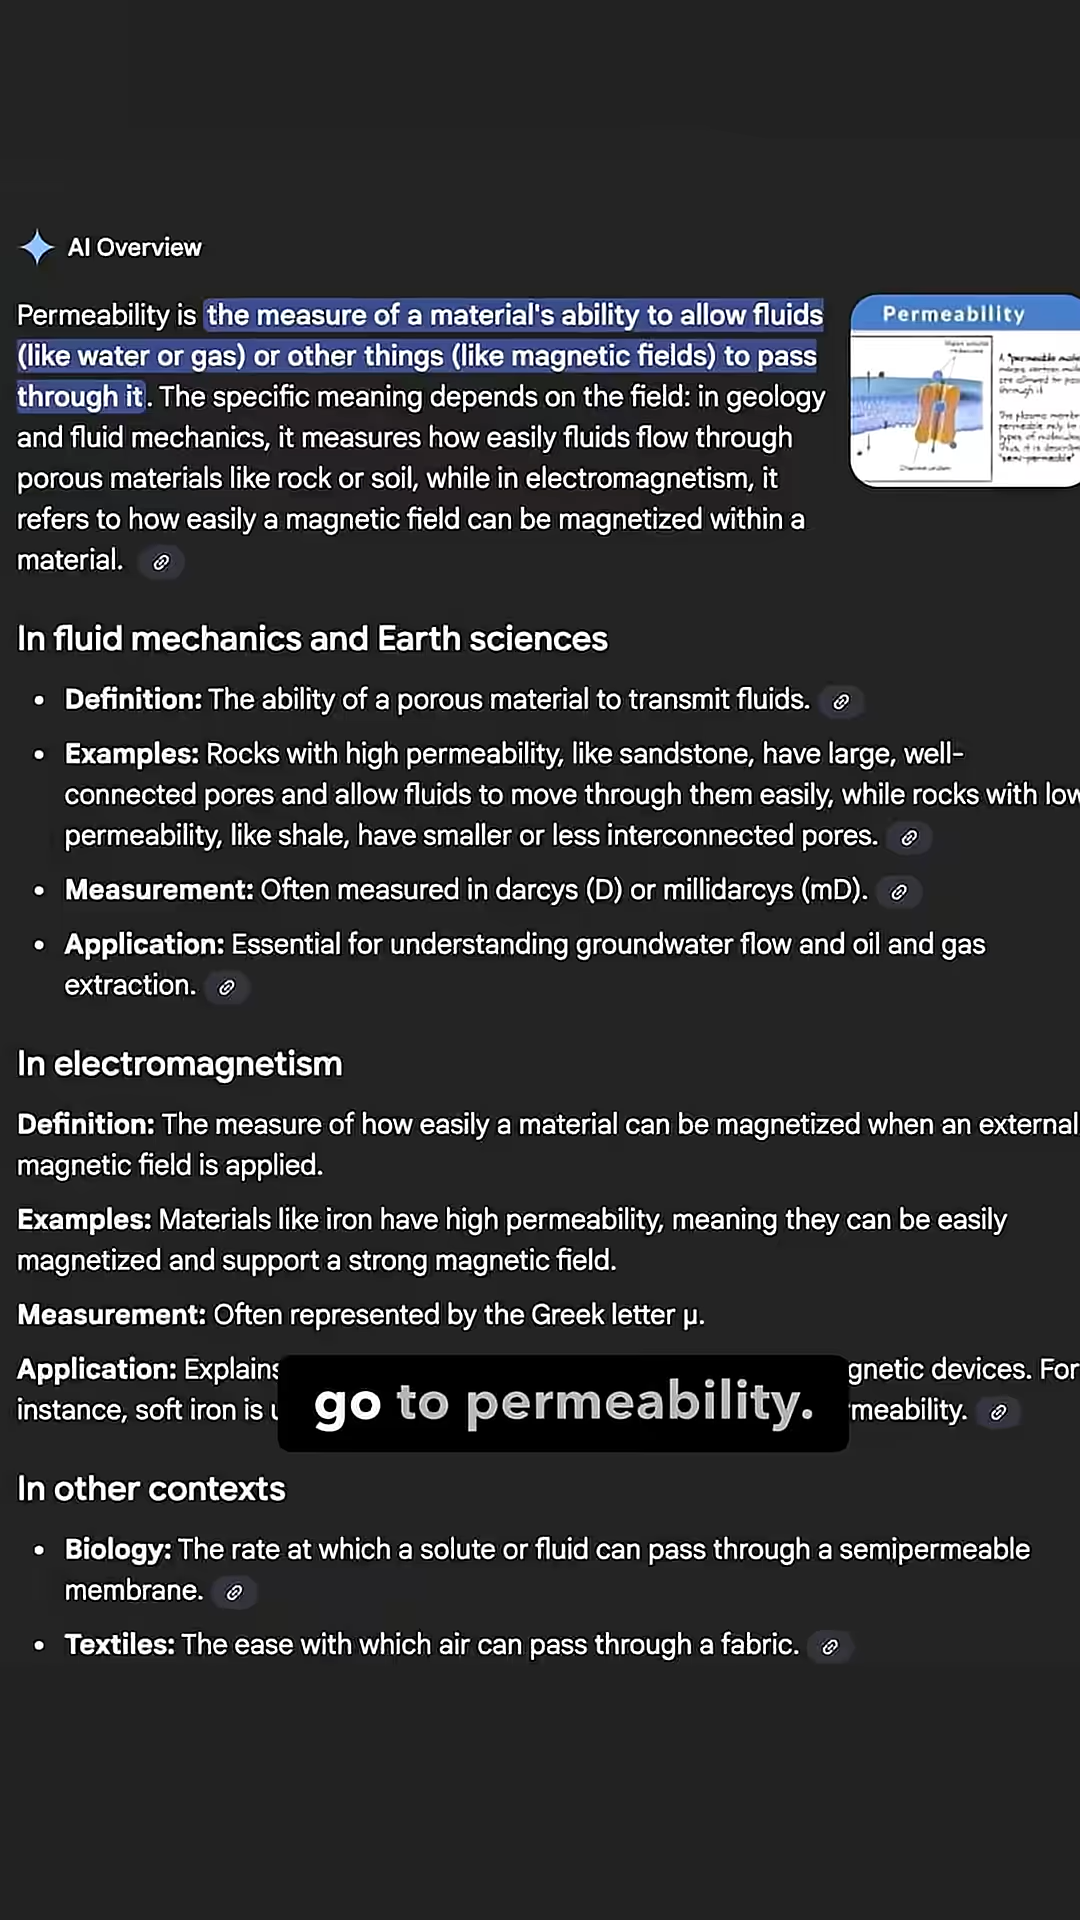 AI Overview
Permeability is the measure of a material's ability to allow fluids
(like water or gas) or other things (like magnetic fields) to pass
through it. The specific meaning depends on the field: in geology
and fluid mechanics, it measures how easily fluids flow through
porous materials like rock or soil, while in electromagnetism, it
refers to how easily a magnetic field can be magnetized within a
material.
Permeability
In fluid mechanics and Earth sciences
• Definition: The ability of a porous material to transmit fluids.
• Examples: Rocks with high permeability, like sandstone, have large, well-
connected pores and allow fluids to move through them easily, while rocks with low
permeability, like shale, have smaller or less interconnected pores.
• Measurement: Often measured in darcys (D) or millidarcys (mD).
• Application: Essential for understanding groundwater flow and oil and gas
extraction.
In electromagnetism
Definition: The measure of how easily a material can be magnetized when an external
magnetic field is applied.
Examples: Materials like iron have high permeability, meaning they can be easily
magnetized and support a strong magnetic field.
Measurement: Often represented by the Greek letter µ.
Application: Explains gnetic devices. For
instance, soft iron is meability.
go to permeability.
In other contexts
• Biology: The rate at which a solute or fluid can pass through a semipermeable
membrane.
• Textiles: The ease with which air can pass through a fabric.